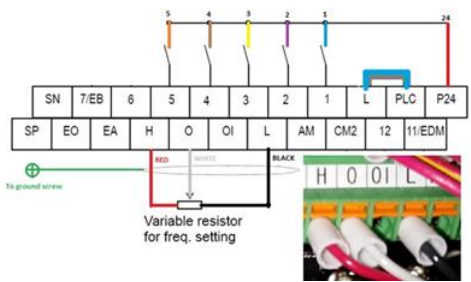 5 4 3 2 1 24
SN 7/EB 6 5 4 3 2 1 L PLC P24
SP EO EA H O OI L AM CM2 12 11/EDM
RED WHITE BLACK
To ground screw
Variable resistor
for freq. setting
H O OI L